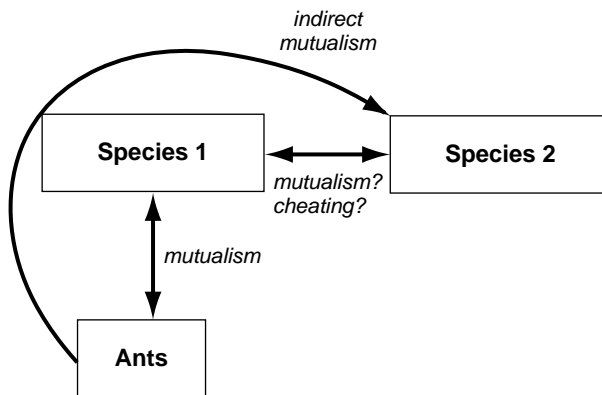 indirect
mutualism
Species 1
Species 2
mutualism?
cheating?
mutualism
Ants